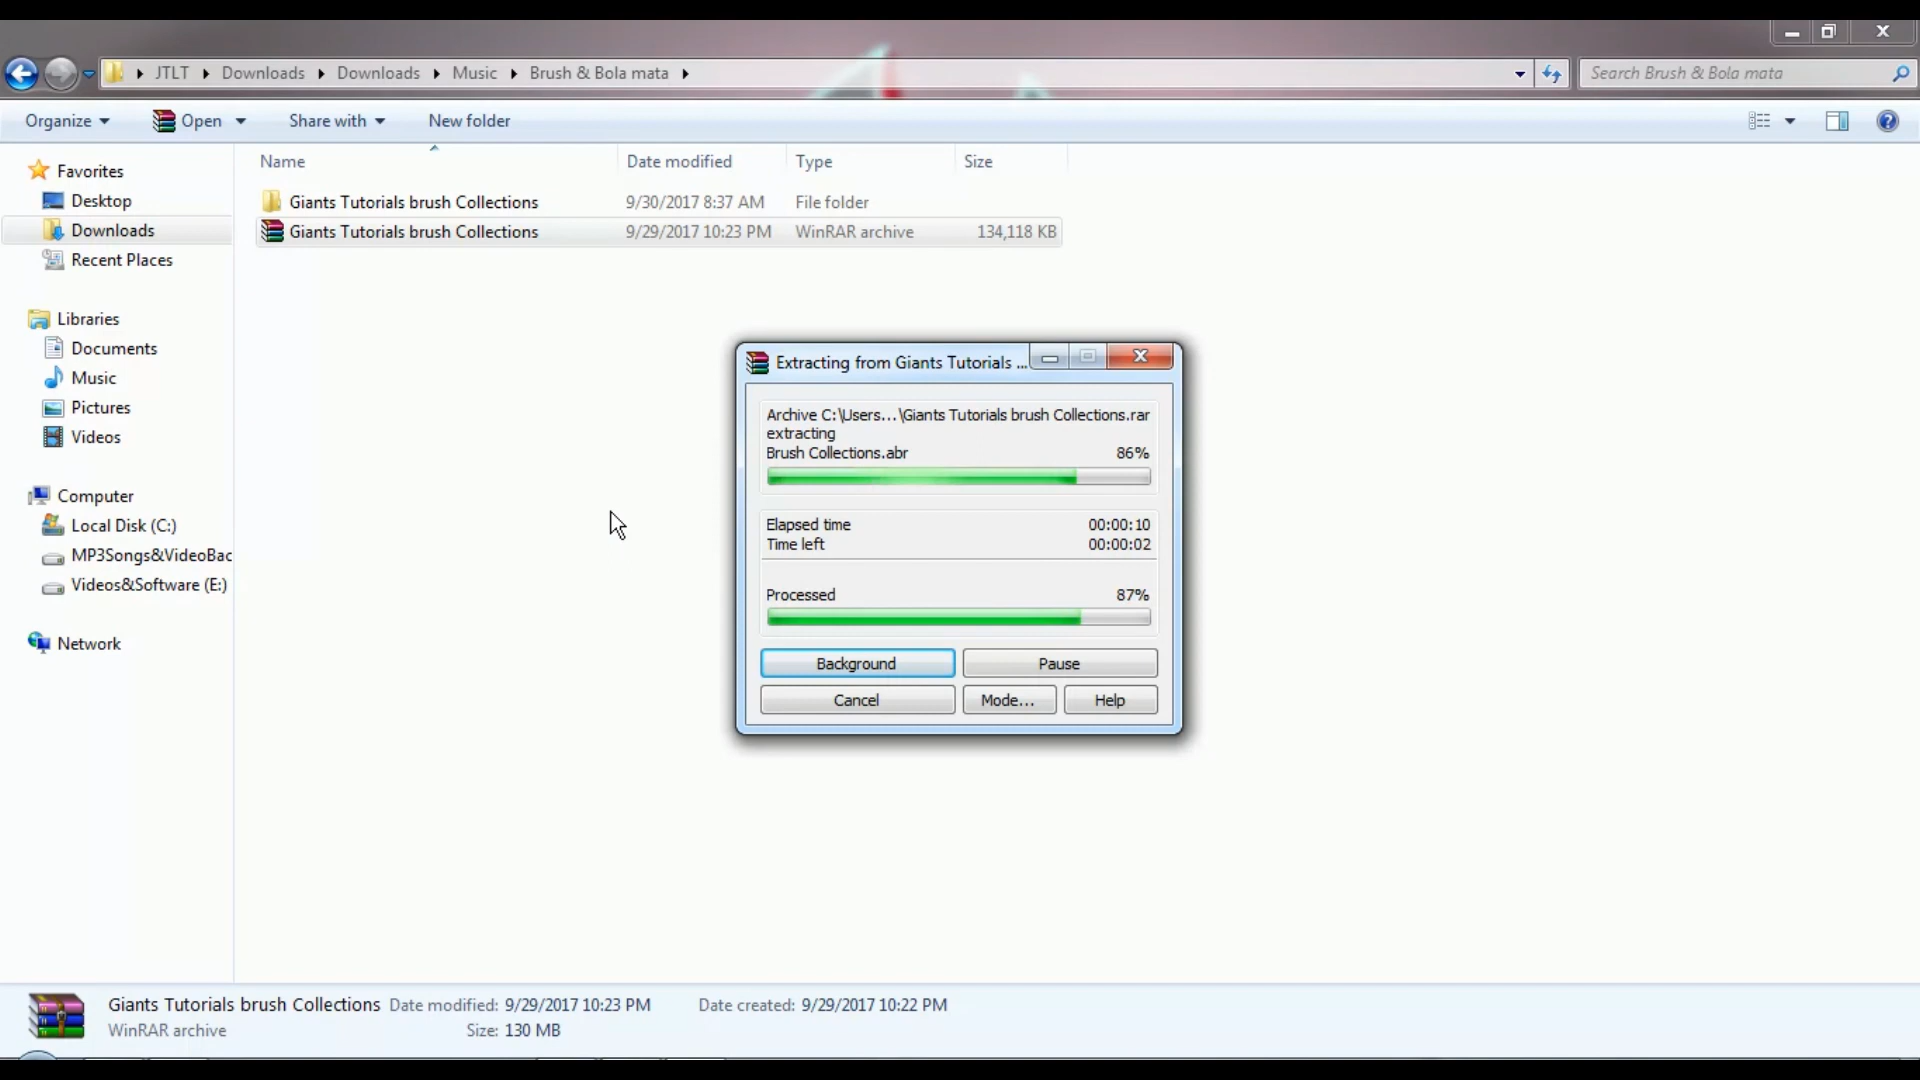 JTLT Downloads Downloads Music Brush & Bola mata Search Brush & Bola mata
Organize Open Share with New folder
Name Date modified Type Size
Giants Tutorials brush Collections 9/30/2017 8:37 AM File folder
Giants Tutorials brush Collections 9/29/2017 10:23 PM WinRAR archive 134,118 KB
Favorites
Desktop
Downloads
Recent Places
Libraries
Documents
Music
Pictures
Videos
Computer
Local Disk (C:)
MP3Songs&VideoBac
Videos&Software (E:)
Network
Extracting from Giants Tutorials ...
Archive C:\Users...\Giants Tutorials brush Collections.rar
extracting
Brush Collections.abr 86%
Elapsed time 00:00:10
Time left 00:00:02
Processed 87%
Background Pause
Cancel Mode... Help
Giants Tutorials brush Collections Date modified: 9/29/2017 10:23 PM Date created: 9/29/2017 10:22 PM
WinRAR archive Size: 130 MB